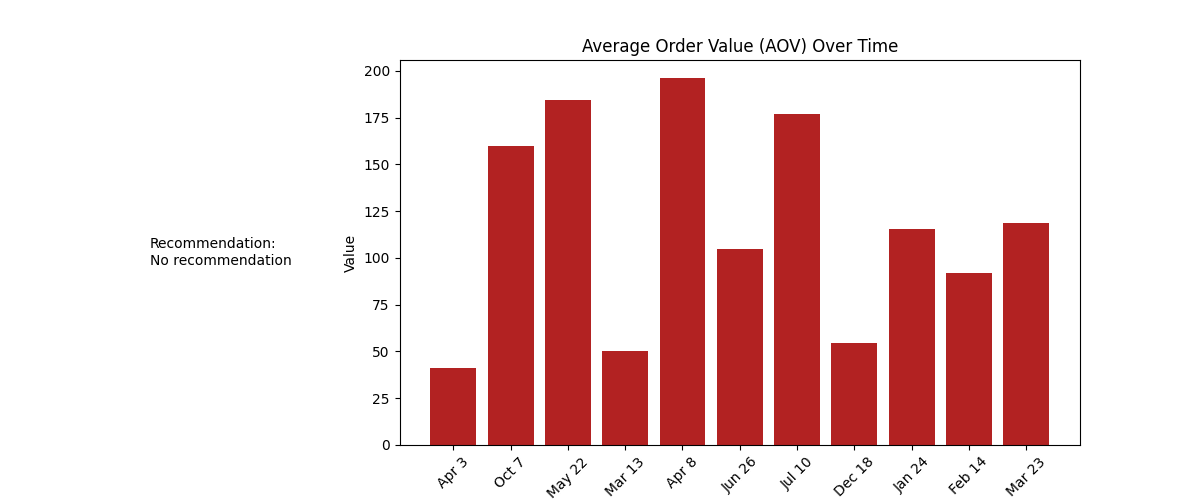 Average Order Value (AOV) Over Time
Recommendation:
No recommendation
Value
200
175
150
125
100
75
50
25
0
Apr 3
Oct 7
May 22
Mar 13
Apr 8
Jun 26
Jul 10
Dec 18
Jan 24
Feb 14
Mar 23